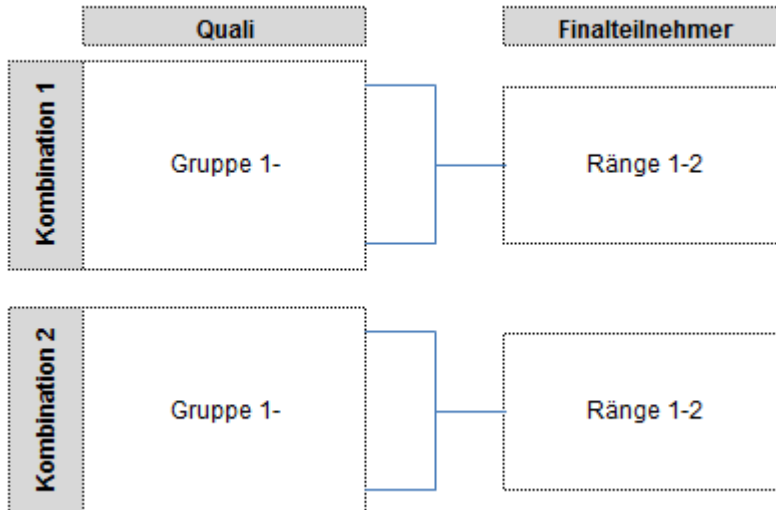 Quali
Finalteilnehmer
Kombination 1
Gruppe 1-
Ränge 1-2
Kombination 2
Gruppe 1-
Ränge 1-2